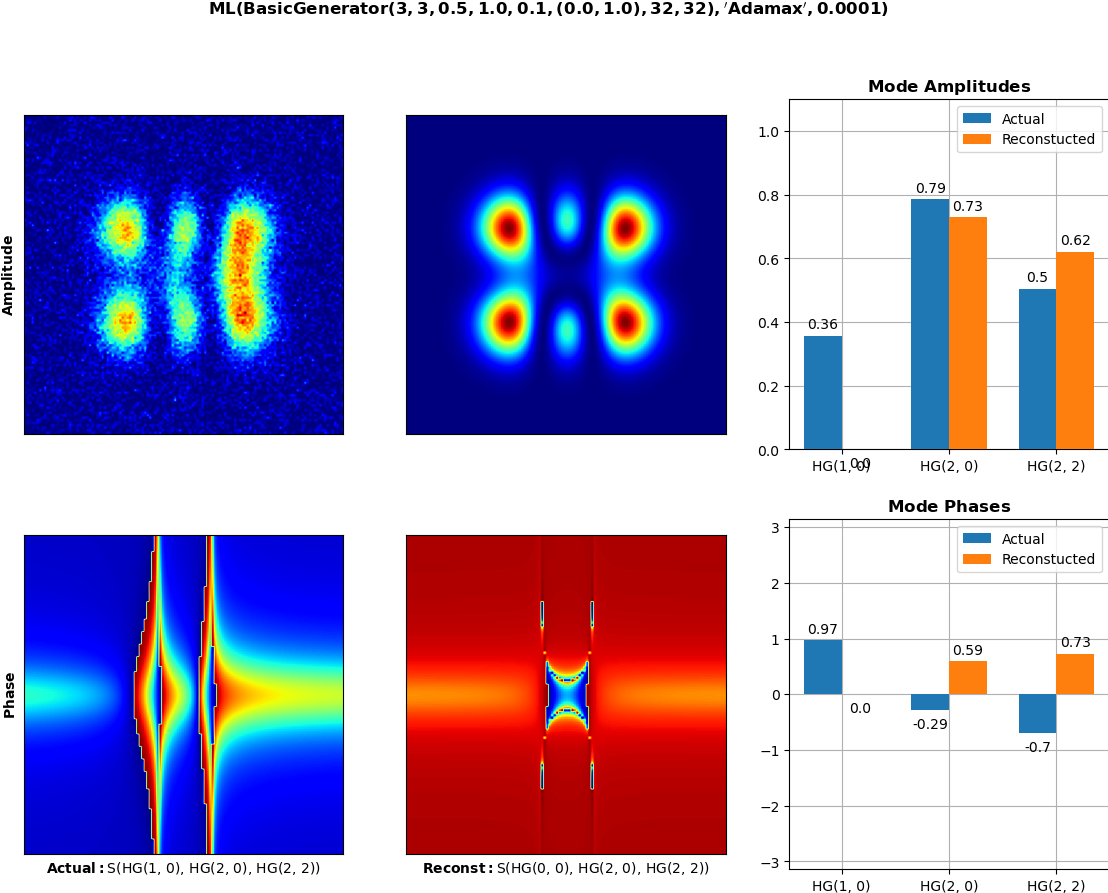 ML(BasicGenerator(3, 3, 0.5, 1.0, 0.1, (0.0, 1.0), 32, 32), 'Adamax', 0.0001)
Amplitude
Mode Amplitudes
Actual
Reconstucted
1.0
0.8
0.6
0.4
0.2
0.0
0.36
0.0
0.79
0.73
0.5
0.62
HG(1, 0)
HG(2, 0)
HG(2, 2)
Phase
Actual: S(HG(1, 0), HG(2, 0), HG(2, 2))
Reconst: S(HG(0, 0), HG(2, 0), HG(2, 2))
Mode Phases
Actual
Reconstucted
3
2
1
0
−1
−2
−3
0.97
0.0
-0.29
0.59
-0.7
0.73
HG(1, 0)
HG(2, 0)
HG(2, 2)